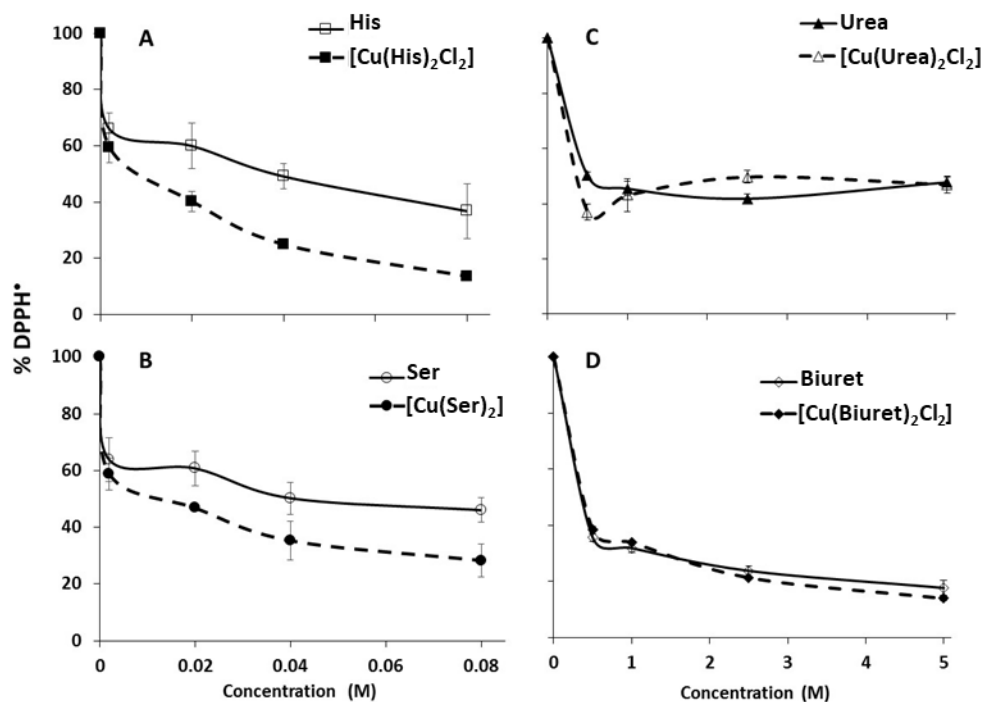 A
His
[Cu(His)₂Cl₂]
100
80
60
40
20
0
C
Urea
[Cu(Urea)₂Cl₂]
% DPPH•
B
Ser
[Cu(Ser)₂]
100
80
60
40
20
0
0 0.02 0.04 0.06 0.08
Concentration (M)
D
Biuret
[Cu(Biuret)₂Cl₂]
0 1 2 3 4 5
Concentration (M)